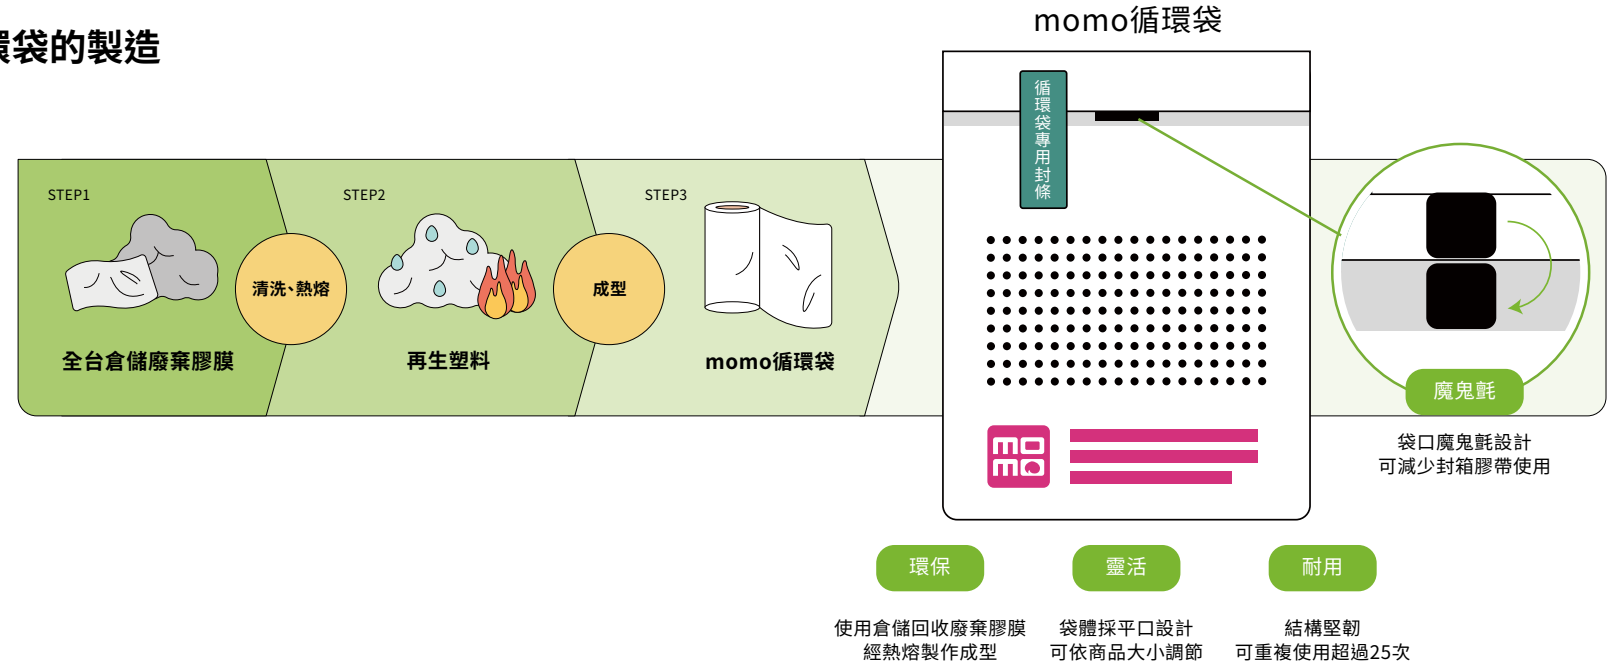 環袋的製造
momo循環袋
循環袋專用封條
STEP1
全台倉儲廢棄膠膜
清洗、熱熔
STEP2
再生塑料
成型
STEP3
momo循環袋
momo
魔鬼氈
袋口魔鬼氈設計
可減少封箱膠帶使用
環保
使用倉儲回收廢棄膠膜
經熱熔製作成型
靈活
袋體採平口設計
可依商品大小調節
耐用
結構堅韌
可重複使用超過25次